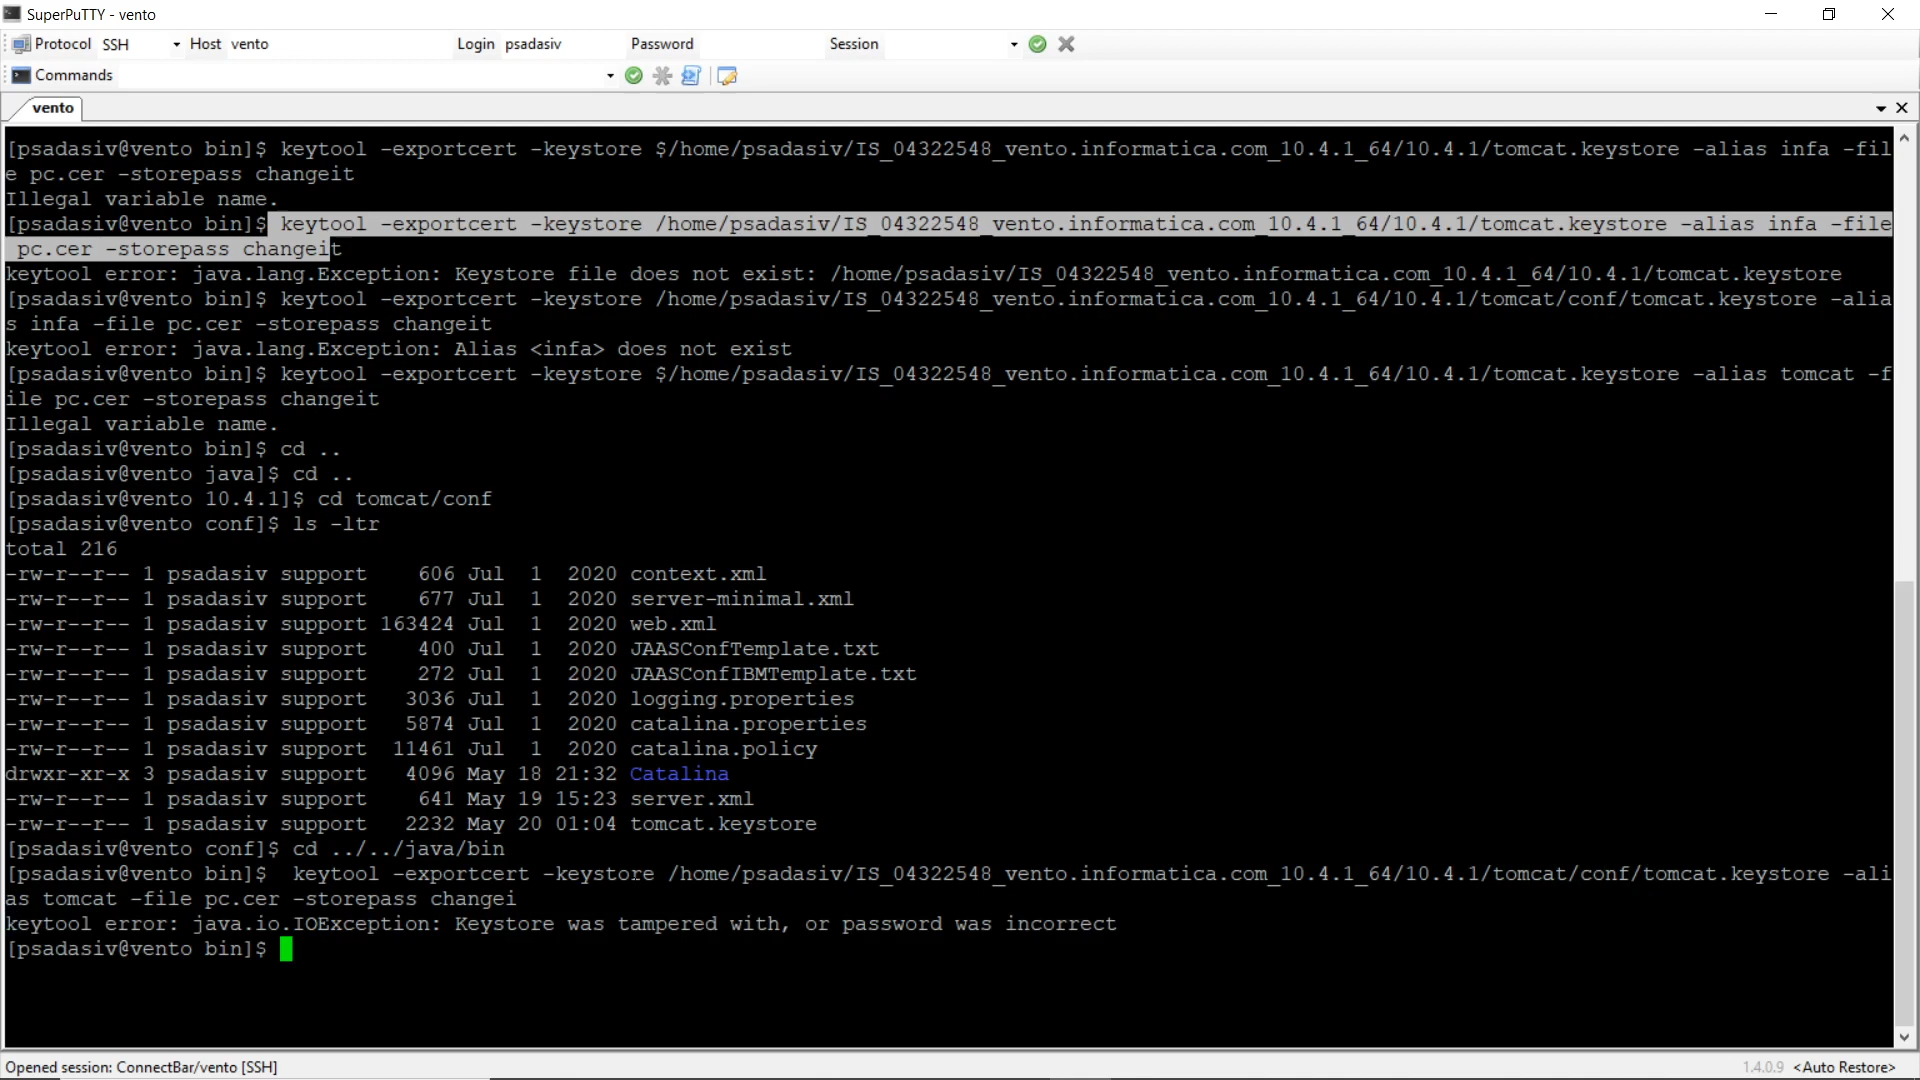 SuperPuTTY - vento
Protocol SSH Host vento Login psadasiv Password Session
Commands
vento
[psadasiv@vento bin]$ keytool -exportcert -keystore $/home/psadasiv/IS_04322548_vento.informatica.com_10.4.1_64/10.4.1/tomcat.keystore -alias infa -fil
e pc.cer -storepass changeit
Illegal variable name.
[psadasiv@vento bin]$ keytool -exportcert -keystore /home/psadasiv/IS_04322548_vento.informatica.com_10.4.1_64/10.4.1/tomcat.keystore -alias infa -file
 pc.cer -storepass changeit
keytool error: java.lang.Exception: Keystore file does not exist: /home/psadasiv/IS_04322548_vento.informatica.com_10.4.1_64/10.4.1/tomcat.keystore
[psadasiv@vento bin]$ keytool -exportcert -keystore /home/psadasiv/IS_04322548_vento.informatica.com_10.4.1_64/10.4.1/tomcat/conf/tomcat.keystore -alia
s infa -file pc.cer -storepass changeit
keytool error: java.lang.Exception: Alias <infa> does not exist
[psadasiv@vento bin]$ keytool -exportcert -keystore $/home/psadasiv/IS_04322548_vento.informatica.com_10.4.1_64/10.4.1/tomcat.keystore -alias tomcat -f
ile pc.cer -storepass changeit
Illegal variable name.
[psadasiv@vento bin]$ cd ..
[psadasiv@vento java]$ cd ..
[psadasiv@vento 10.4.1]$ cd tomcat/conf
[psadasiv@vento conf]$ ls -ltr
total 216
-rw-r--r-- 1 psadasiv support    606 Jul  1  2020 context.xml
-rw-r--r-- 1 psadasiv support    677 Jul  1  2020 server-minimal.xml
-rw-r--r-- 1 psadasiv support 163424 Jul  1  2020 web.xml
-rw-r--r-- 1 psadasiv support    400 Jul  1  2020 JAASConfTemplate.txt
-rw-r--r-- 1 psadasiv support    272 Jul  1  2020 JAASConfIBMTemplate.txt
-rw-r--r-- 1 psadasiv support   3036 Jul  1  2020 logging.properties
-rw-r--r-- 1 psadasiv support   5874 Jul  1  2020 catalina.properties
-rw-r--r-- 1 psadasiv support  11461 Jul  1  2020 catalina.policy
drwxr-xr-x 3 psadasiv support   4096 May 18 21:32 Catalina
-rw-r--r-- 1 psadasiv support    641 May 19 15:23 server.xml
-rw-r--r-- 1 psadasiv support   2232 May 20 01:04 tomcat.keystore
[psadasiv@vento conf]$ cd ../../java/bin
[psadasiv@vento bin]$  keytool -exportcert -keystore /home/psadasiv/IS_04322548_vento.informatica.com_10.4.1_64/10.4.1/tomcat/conf/tomcat.keystore -ali
as tomcat -file pc.cer -storepass changei
keytool error: java.io.IOException: Keystore was tampered with, or password was incorrect
[psadasiv@vento bin]$
Opened session: ConnectBar/vento [SSH] 1.4.0.9 <Auto Restore>